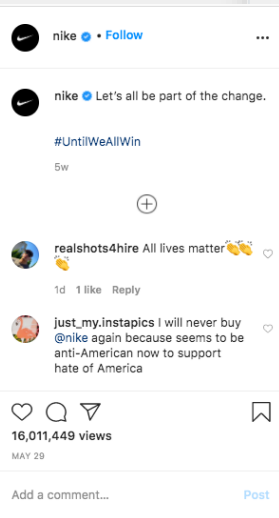 nike • Follow
nike Let's all be part of the change.
#UntilWeAllWin
5w
realshots4hire All lives matter👏👏
👏
1d 1 like Reply
just_my.instapics I will never buy
@nike again because seems to be
anti-American now to support
hate of America
16,011,449 views
MAY 29
Add a comment... Post